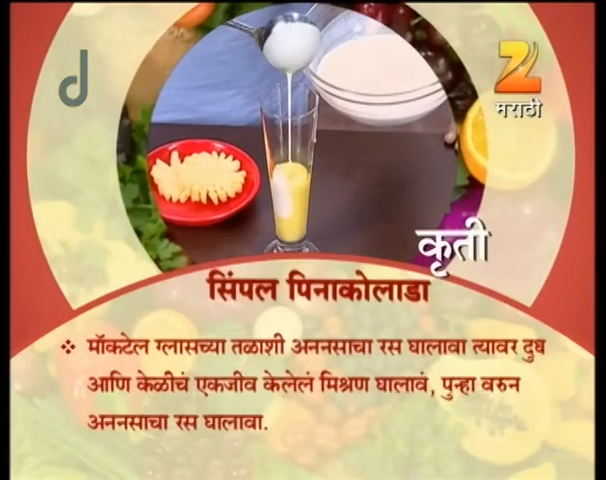 मराठी
कृती
सिंपल पिनाकोलाडा
❖ मॉकटेल ग्लासच्या तळाशी अननसाचा रस घालावा त्यावर दुध
आणि केळीचं एकजीव केलेलं मिश्रण घालावं, पुन्हा वरुन
अननसाचा रस घालावा.